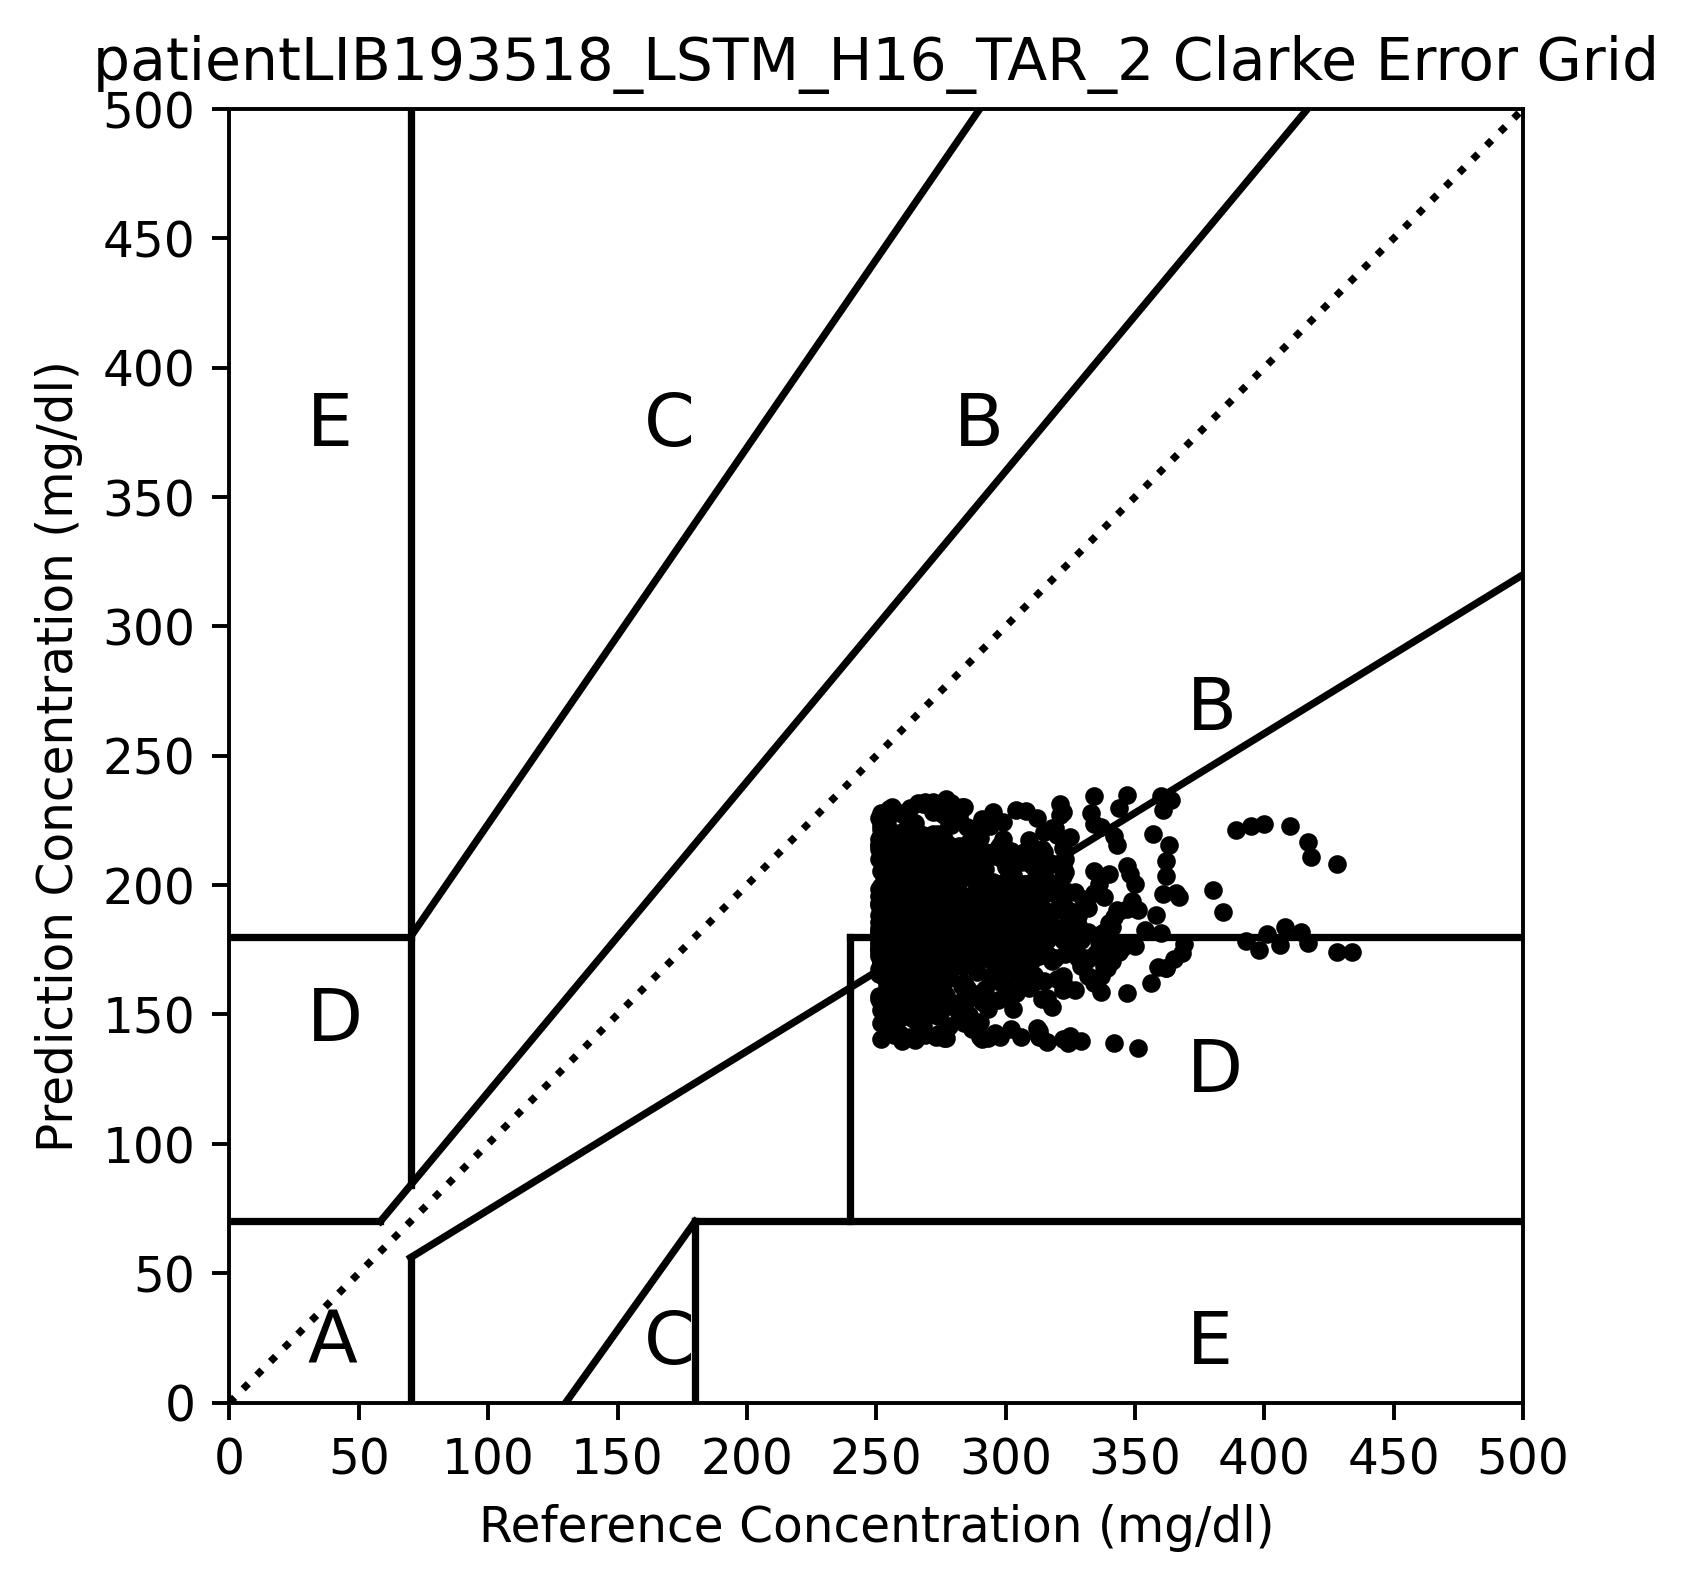 patientLIB193518_LSTM_H16_TAR_2 Clarke Error Grid
500
450
400
350
300
250
200
150
100
50
0
Prediction Concentration (mg/dl)
E
C
B
B
D
D
A
C
E
0 50 100 150 200 250 300 350 400 450 500
Reference Concentration (mg/dl)